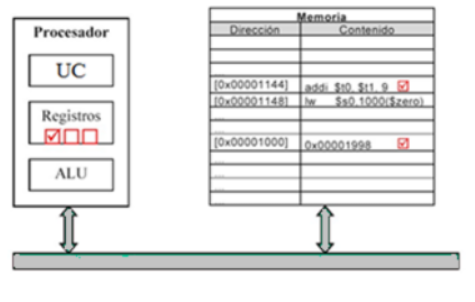 Procesador
UC
Registros
ALU
Memoria
Dirección Contenido
[0x00001144] addi $t0, $t1, 9
[0x00001148] lw $s0,1000($zero)
...
[0x00001000] 0x00001998
...
...